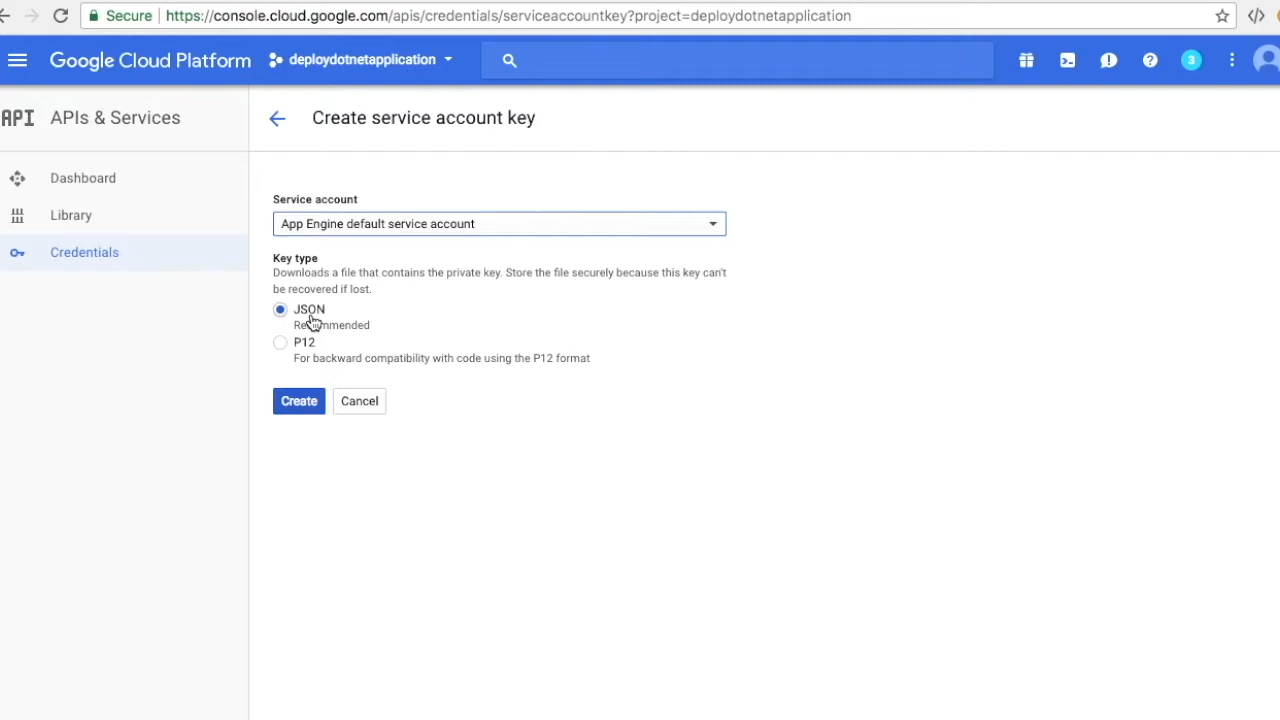 Secure https://console.cloud.google.com/apis/credentials/serviceaccountkey?project=deploydotnetapplication
Google Cloud Platform deploydotnetapplication 3
API APIs & Services
Create service account key
Dashboard
Library
Credentials
Service account
App Engine default service account
Key type
Downloads a file that contains the private key. Store the file securely because this key can't
be recovered if lost.
JSON
Recommended
P12
For backward compatibility with code using the P12 format
Create Cancel